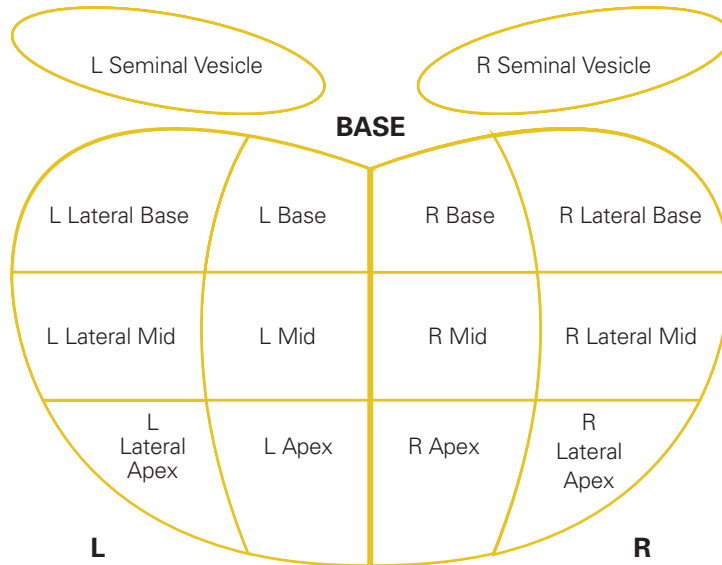 L Seminal Vesicle
R Seminal Vesicle
BASE
L Lateral Base
L Base
R Base
R Lateral Base
L Lateral Mid
L Mid
R Mid
R Lateral Mid
L
Lateral
Apex
L Apex
R Apex
R
Lateral
Apex
L
R